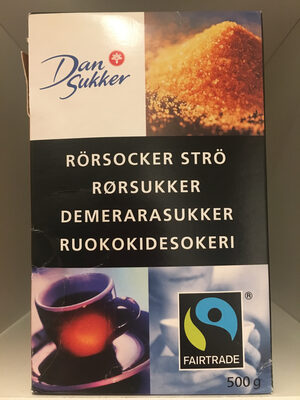 Dan
Sukker
RÖRSOCKER STRÖ
RØRSUKKER
DEMERARASUKKER
RUOKOKIDESOKERI
®
FAIRTRADE
500 g